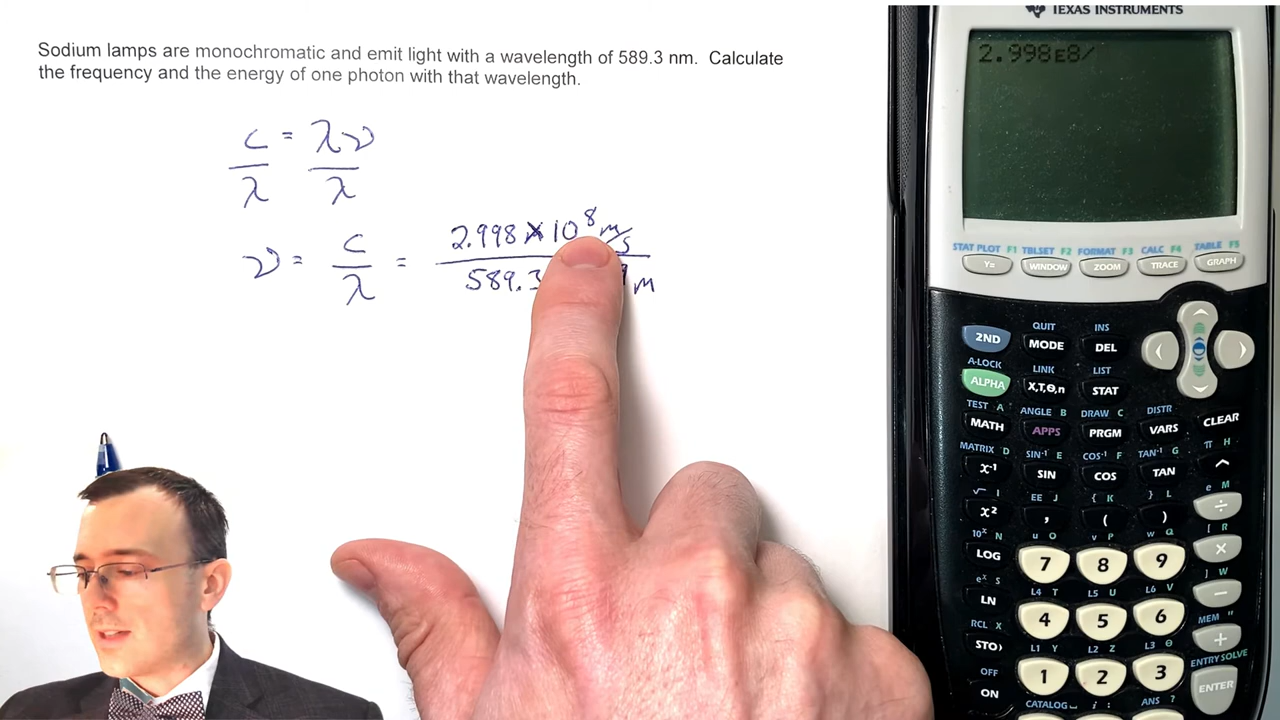 Sodium lamps are monochromatic and emit light with a wavelength of 589.3 nm. Calculate
the frequency and the energy of one photon with that wavelength.
c = λν
λ λ
ν = c/λ = 2.998 × 10⁸ m/s
589.3 m
TEXAS INSTRUMENTS
2.998E8/
STAT PLOT F1 TBLSET F2 FORMAT F3 CALC F4 TABLE F5
Y= WINDOW ZOOM TRACE GRAPH
QUIT INS
2ND MODE DEL
A-LOCK LINK LIST
ALPHA X,T,Θ,n STAT
TEST A ANGLE B DRAW C DISTR
MATH APPS PRGM VARS CLEAR
MATRIX D SIN⁻¹ E COS⁻¹ F TAN⁻¹ G π H
x⁻¹ SIN COS TAN ^
√ I EE J { K } L e M
x² , ( ) ÷
10ˣ N u O v P w Q [ R
LOG 7 8 9 ×
eˣ S L4 T L5 U L6 V ] W
LN 4 5 6 −
RCL X L1 Y L2 Z L3 θ MEM "
STO› 1 2 3 +
OFF ENTRY SOLVE
ON ENTER
CATALOG i : ANS ?